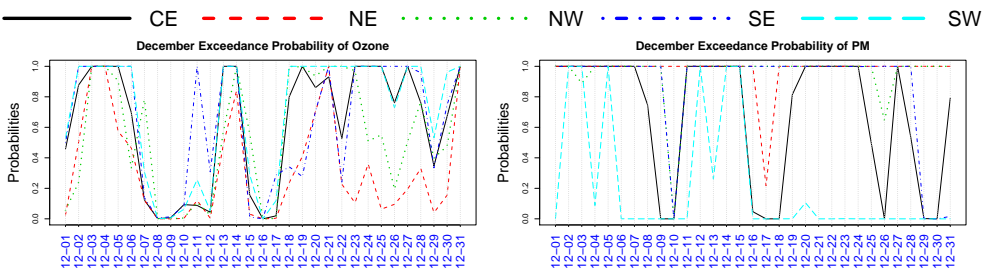 CE NE NW SE SW
December Exceedance Probability of Ozone
Probabilities
1.0
0.8
0.6
0.4
0.2
0.0
12−01 12−02 12−03 12−04 12−05 12−06 12−07 12−08 12−09 12−10 12−11 12−12 12−13 12−14 12−15 12−16 12−17 12−18 12−19 12−20 12−21 12−22 12−23 12−24 12−25 12−26 12−27 12−28 12−29 12−30 12−31
December Exceedance Probability of PM
Probabilities
1.0
0.8
0.6
0.4
0.2
0.0
12−01 12−02 12−03 12−04 12−05 12−06 12−07 12−08 12−09 12−10 12−11 12−12 12−13 12−14 12−15 12−16 12−17 12−18 12−19 12−20 12−21 12−22 12−23 12−24 12−25 12−26 12−27 12−28 12−29 12−30 12−31